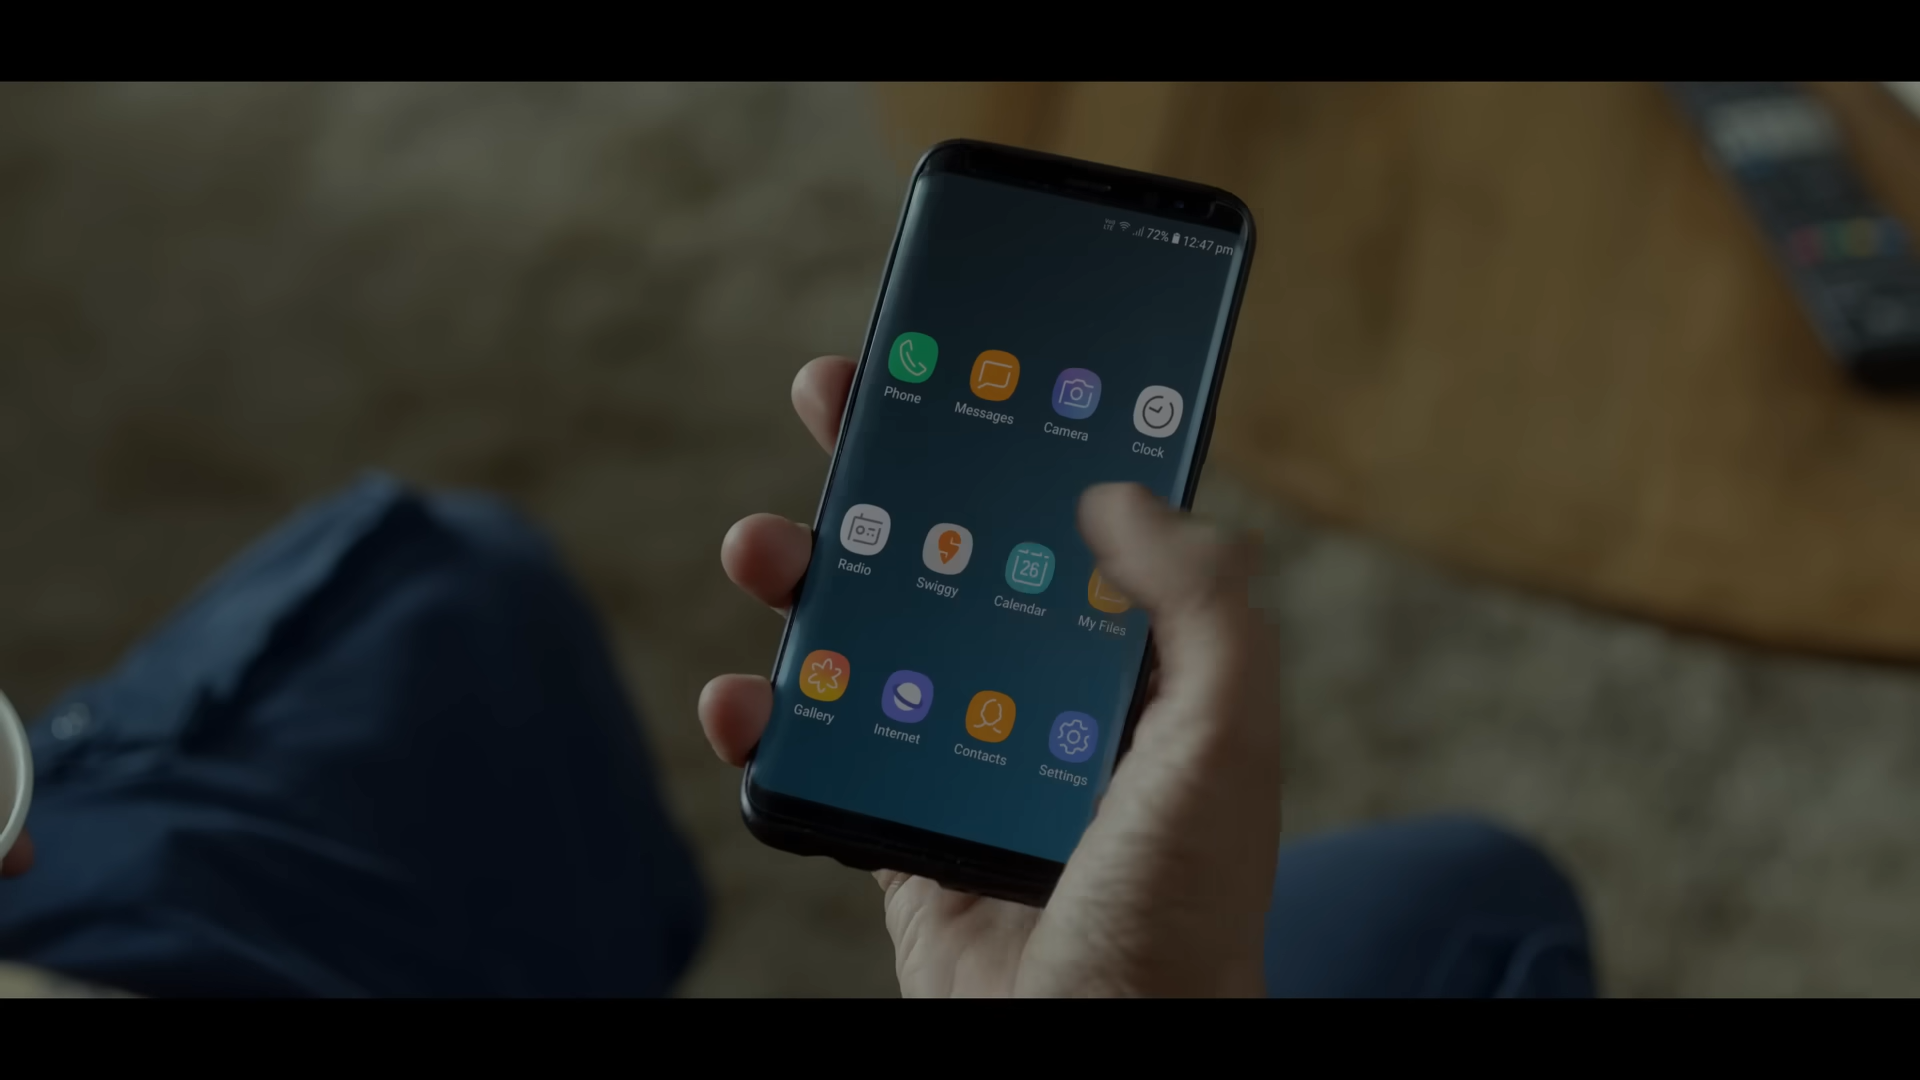 72% 12:47 pm
Phone
Messages
Camera
Clock
Radio
Swiggy
26
Calendar
My Files
Gallery
Internet
Contacts
Settings